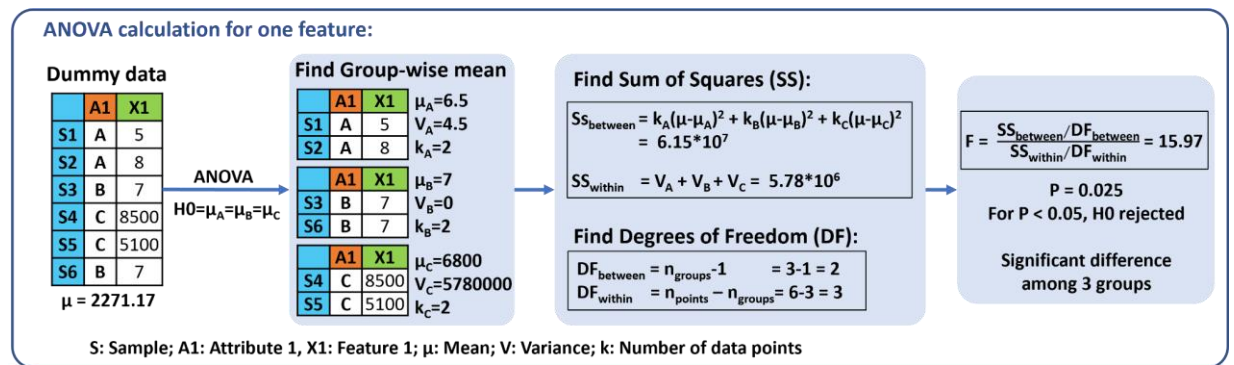 ANOVA calculation for one feature:
Dummy data
A1 X1
S1 A 5
S2 A 8
S3 B 7
S4 C 8500
S5 C 5100
S6 B 7
μ = 2271.17
ANOVA
H0=μA=μB=μC
Find Group-wise mean
A1 X1
S1 A 5
S2 A 8
μA=6.5
VA=4.5
kA=2
A1 X1
S3 B 7
S6 B 7
μB=7
VB=0
kB=2
A1 X1
S4 C 8500
S5 C 5100
μC=6800
VC=5780000
kC=2
Find Sum of Squares (SS):
Ssbetween = kA(μ-μA)² + kB(μ-μB)² + kC(μ-μC)²
= 6.15*10⁷
SSwithin = VA + VB + VC = 5.78*10⁶
Find Degrees of Freedom (DF):
DFbetween = ngroups-1 = 3-1 = 2
DFwithin = npoints – ngroups= 6-3 = 3
F = SSbetween/DFbetween / SSwithin/DFwithin = 15.97
P = 0.025
For P < 0.05, H0 rejected
Significant difference
among 3 groups
S: Sample; A1: Attribute 1, X1: Feature 1; μ: Mean; V: Variance; k: Number of data points